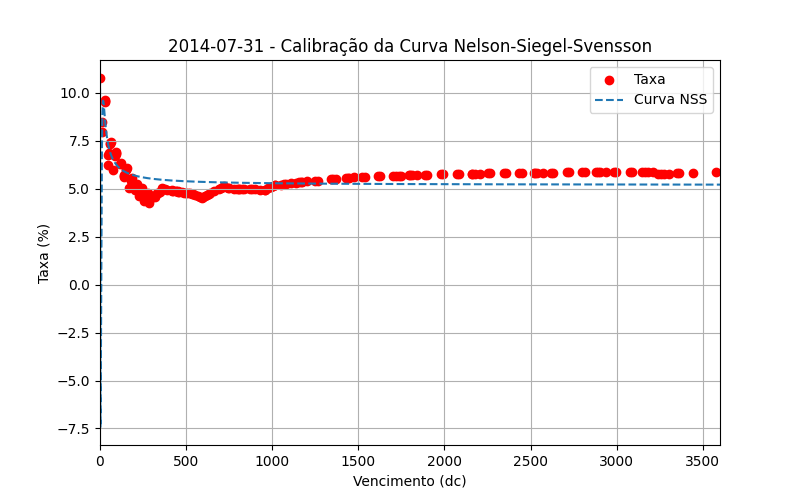 2014-07-31 - Calibração da Curva Nelson-Siegel-Svensson
Taxa
Curva NSS
Taxa (%)
10.0
7.5
5.0
2.5
0.0
−2.5
−5.0
−7.5
0 500 1000 1500 2000 2500 3000 3500
Vencimento (dc)